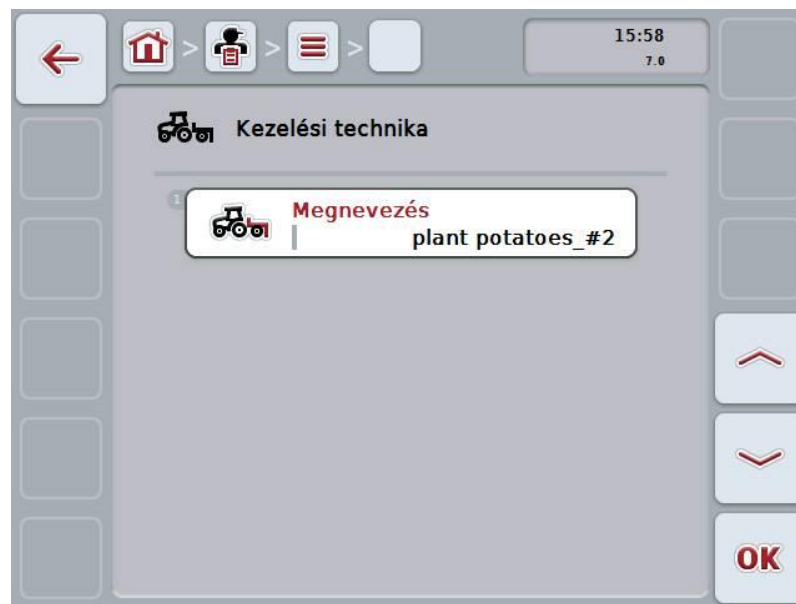 15:58
7.0
Kezelési technika
1
Megnevezés
plant potatoes_#2
OK